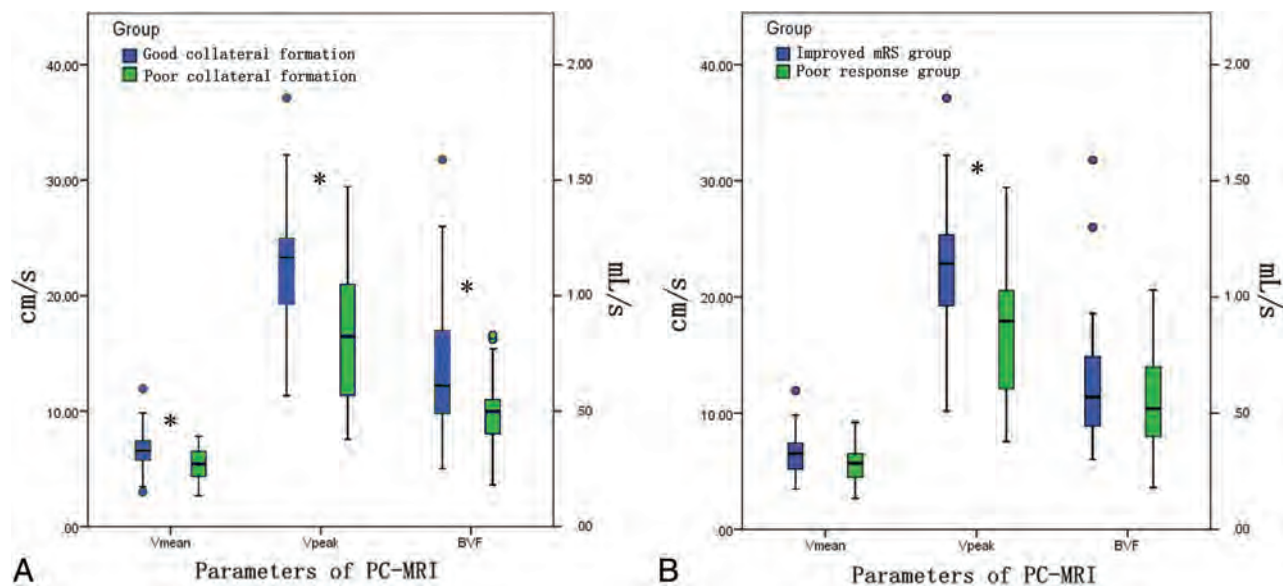 Group
Good collateral formation
Poor collateral formation
40.00
30.00
20.00
10.00
.00
cm/s
2.00
1.50
1.00
.50
.00
mL/s
*
*
*
Vmean
Vpeak
BVF
Parameters of PC-MRI
A
Group
Improved mRS group
Poor response group
40.00
30.00
20.00
10.00
.00
cm/s
2.00
1.50
1.00
.50
.00
mL/s
*
Vmean
Vpeak
BVF
Parameters of PC-MRI
B